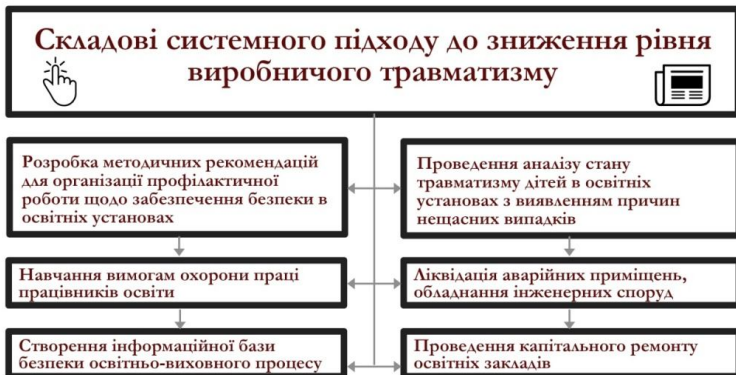 Складові системного підходу до зниження рівня
виробничого травматизму
Розробка методичних рекомендацій
для організації профілактичної
роботи щодо забезпечення безпеки в
освітніх установах
Проведення аналізу стану
травматизму дітей в освітніх
установах з виявленням причин
нещасних випадків
Навчання вимогам охорони праці
працівників освіти
Ліквідація аварійних приміщень,
обладнання інженерних споруд
Створення інформаційної бази
безпеки освітньо-виховного процесу
Проведення капітального ремонту
освітніх закладів